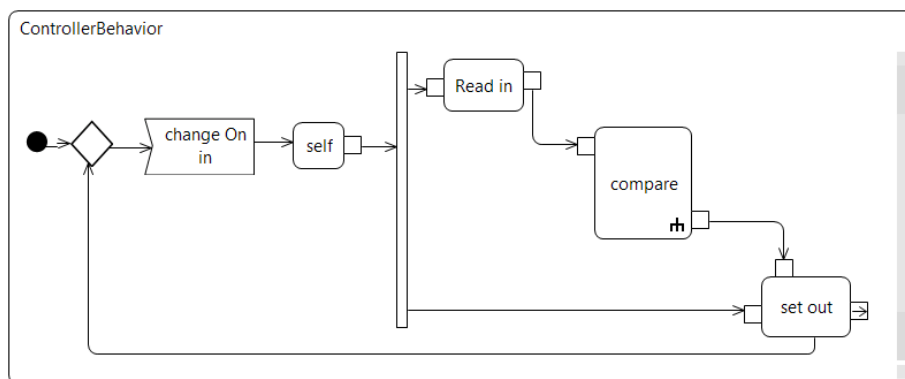 ControllerBehavior
change On
in
self
Read in
compare
set out